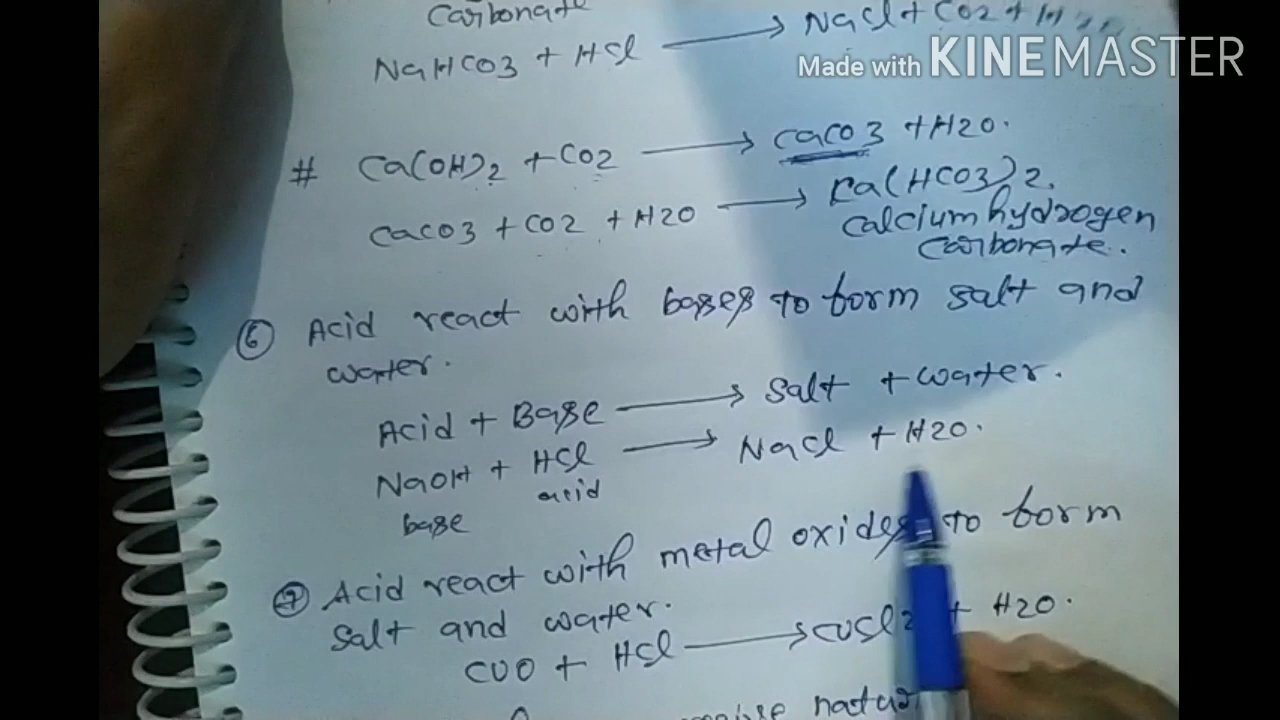 Carbonate
NaHCO3 + HCl → NaCl + CO2 +
Made with KINEMASTER
# Ca(OH)2 + CO2 → CaCO3 + H2O.
CaCO3 + CO2 + H2O → Ca(HCO3)2.
Calcium hydrogen
Carbonate.
6 Acid react with bases to form salt and
water.
Acid + Base → Salt + water.
NaOH + HCl → NaCl + H2O.
base acid
7 Acid react with metal oxides to form
salt and water.
CuO + HCl → CuCl2 + H2O.